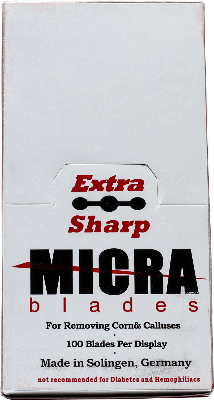 Extra
Sharp
MICRA
blades
For Removing Corn& Calluses
100 Blades Per Display
Made in Solingen, Germany
not recommended for Diabetes and Hemophiliacs